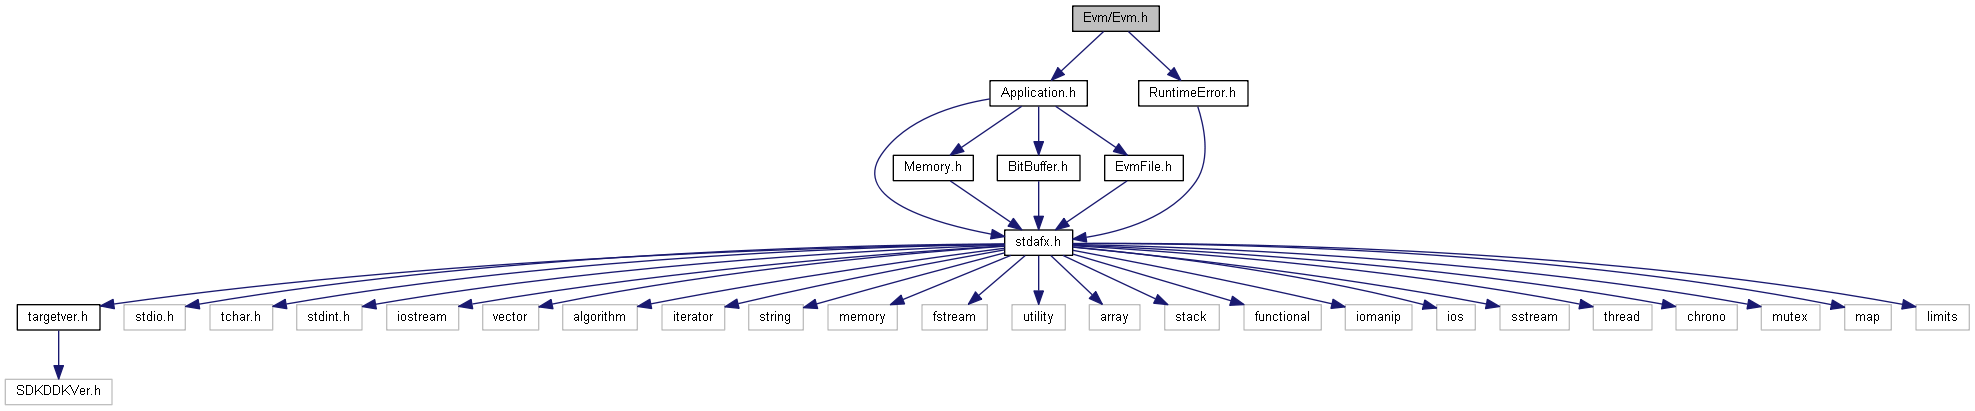 Evm/Evm.h
Application.h
RuntimeError.h
Memory.h
BitBuffer.h
EvmFile.h
stdafx.h
targetver.h
stdio.h
tchar.h
stdint.h
iostream
vector
algorithm
iterator
string
memory
fstream
utility
array
stack
functional
iomanip
ios
sstream
thread
chrono
mutex
map
limits
SDKDDKVer.h